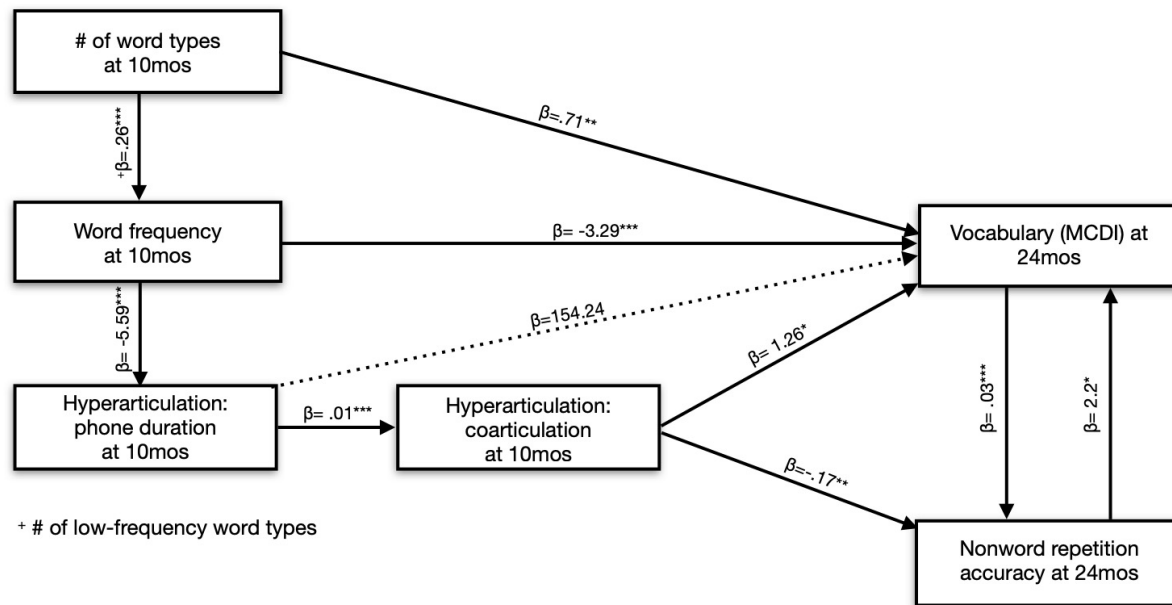 # of word types
at 10mos
β=.71**
+β=.26***
Word frequency
at 10mos
β= -3.29***
Vocabulary (MCDI) at
24mos
β= -5.59***
β=154.24
β= 1.26*
Hyperarticulation:
phone duration
at 10mos
β= .01***
Hyperarticulation:
coarticulation
at 10mos
β= .03***
β= 2.2*
β=-.17**
+ # of low-frequency word types
Nonword repetition
accuracy at 24mos